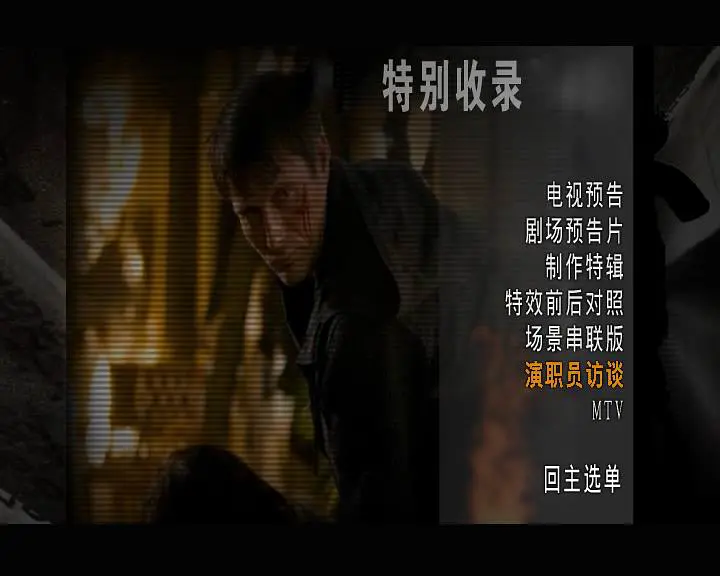 特别收录
电视预告
剧场预告片
制作特辑
特效前后对照
场景串联版
演职员访谈
MTV
回主选单